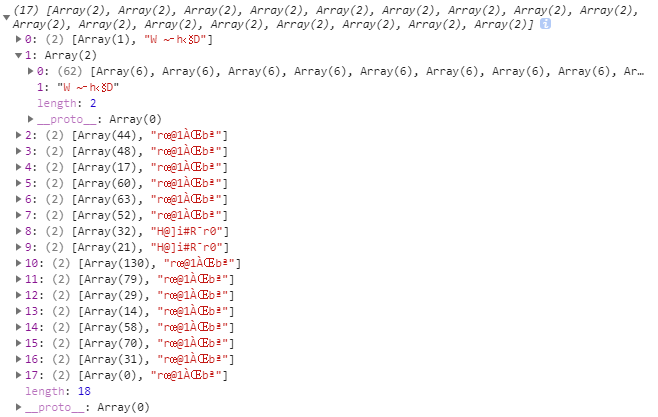 (17) [Array(2), Array(2), Array(2), Array(2), Array(2), Array(2), Array(2), Array(2), Array(2),
Array(2), Array(2), Array(2), Array(2), Array(2), Array(2), Array(2), Array(2)]
0: (2) [Array(1), "W ~-h‹ݞD"]
1: Array(2)
0: (62) [Array(6), Array(6), Array(6), Array(6), Array(6), Array(6), Array(6), Array(6), Ar…
1: "W ~-h‹ݞD"
length: 2
__proto__: Array(0)
2: (2) [Array(44), "rœ@1ÀŒbª"]
3: (2) [Array(48), "rœ@1ÀŒbª"]
4: (2) [Array(17), "rœ@1ÀŒbª"]
5: (2) [Array(60), "rœ@1ÀŒbª"]
6: (2) [Array(63), "rœ@1ÀŒbª"]
7: (2) [Array(52), "rœ@1ÀŒbª"]
8: (2) [Array(32), "H@]i#R¯r0"]
9: (2) [Array(21), "H@]i#R¯r0"]
10: (2) [Array(130), "rœ@1ÀŒbª"]
11: (2) [Array(79), "rœ@1ÀŒbª"]
12: (2) [Array(29), "rœ@1ÀŒbª"]
13: (2) [Array(14), "rœ@1ÀŒbª"]
14: (2) [Array(58), "rœ@1ÀŒbª"]
15: (2) [Array(70), "rœ@1ÀŒbª"]
16: (2) [Array(31), "rœ@1ÀŒbª"]
17: (2) [Array(0), "rœ@1ÀŒbª"]
length: 18
__proto__: Array(0)